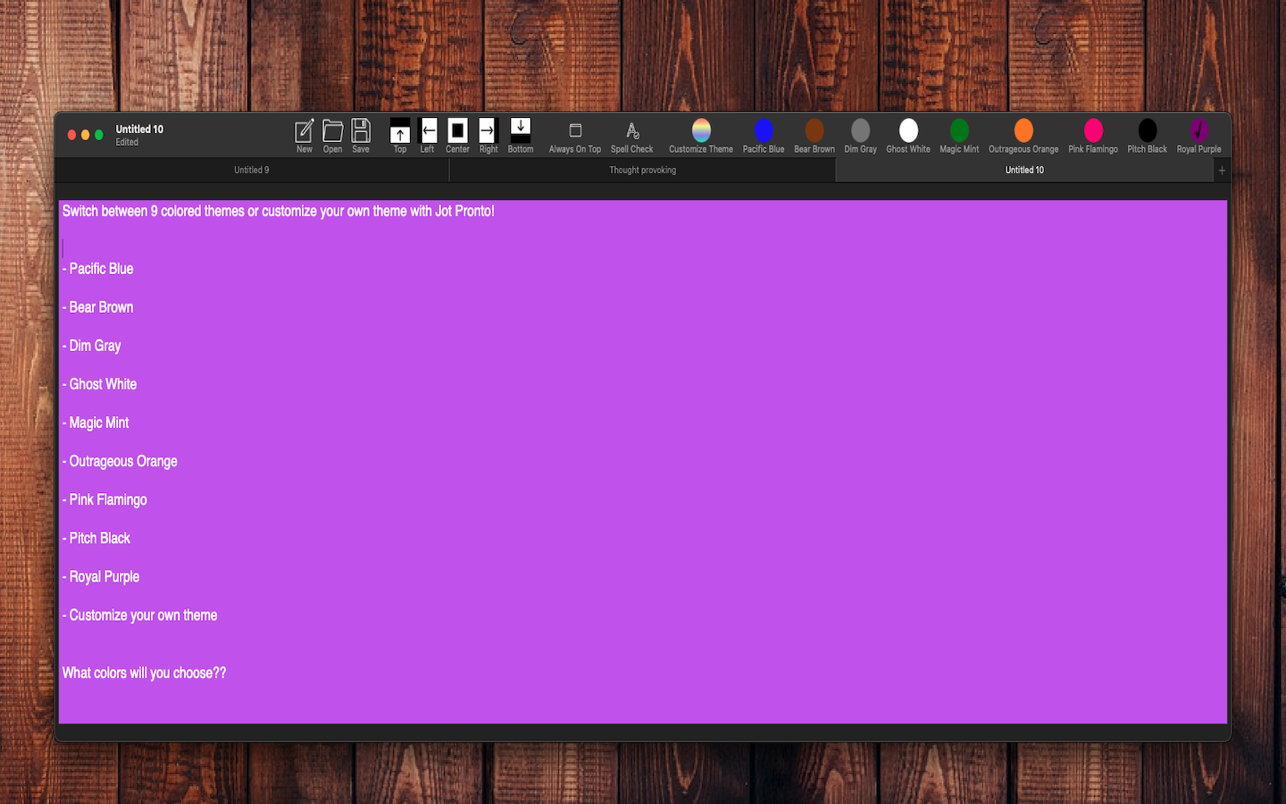 Untitled 10
Edited
New Open Save Top Left Center Right Bottom Always On Top Spell Check Customize Theme Pacific Blue Bear Brown Dim Gray Ghost White Magic Mint Outrageous Orange Pink Flamingo Pitch Black Royal Purple
Untitled 9 Thought provoking Untitled 10 +
Switch between 9 colored themes or customize your own theme with Jot Pronto!
- Pacific Blue
- Bear Brown
- Dim Gray
- Ghost White
- Magic Mint
- Outrageous Orange
- Pink Flamingo
- Pitch Black
- Royal Purple
- Customize your own theme
What colors will you choose??